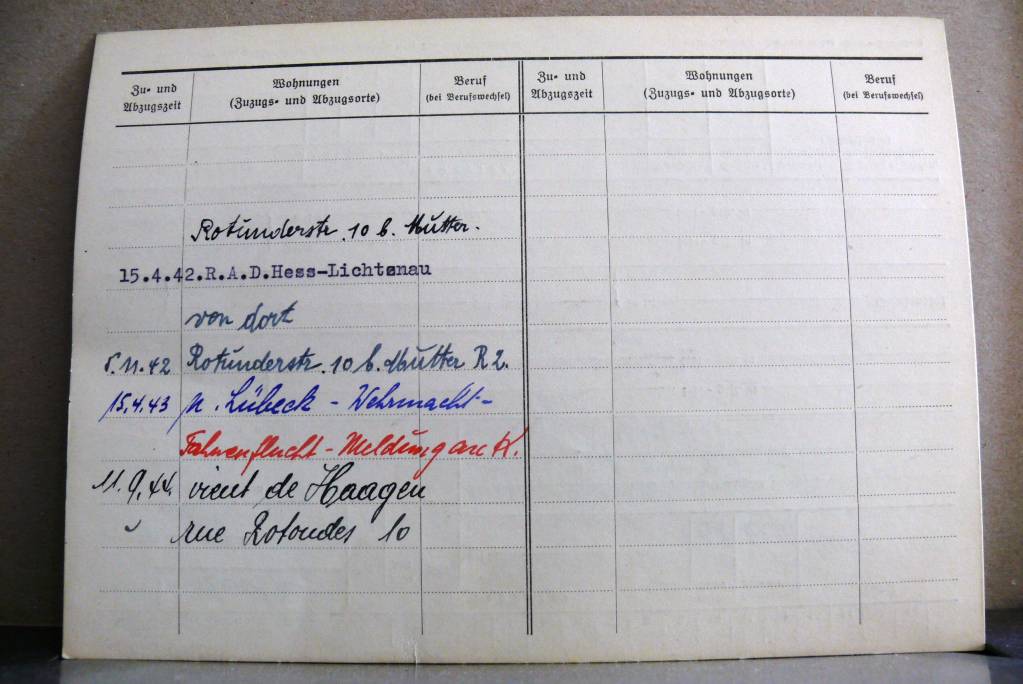 Zu- und Abzugszeit
Wohnungen
(Zuzugs- und Abzugsorte)
Beruf
(bei Berufswechsel)
Zu- und Abzugszeit
Wohnungen
(Zuzugs- und Abzugsorte)
Beruf
(bei Berufswechsel)
Rotunderstr. 10 b. Mutter.
15.4.42.R.A.D.Hess-Lichtenau
von dort
5.11.42 Rotunderstr. 10 b. Mutter R 2.
15.4.43 n. Lübeck - Wehrmacht-
Fahnenflucht - Meldung an K.
11.9.44. vient de Haagen
" rue Rotondes 10